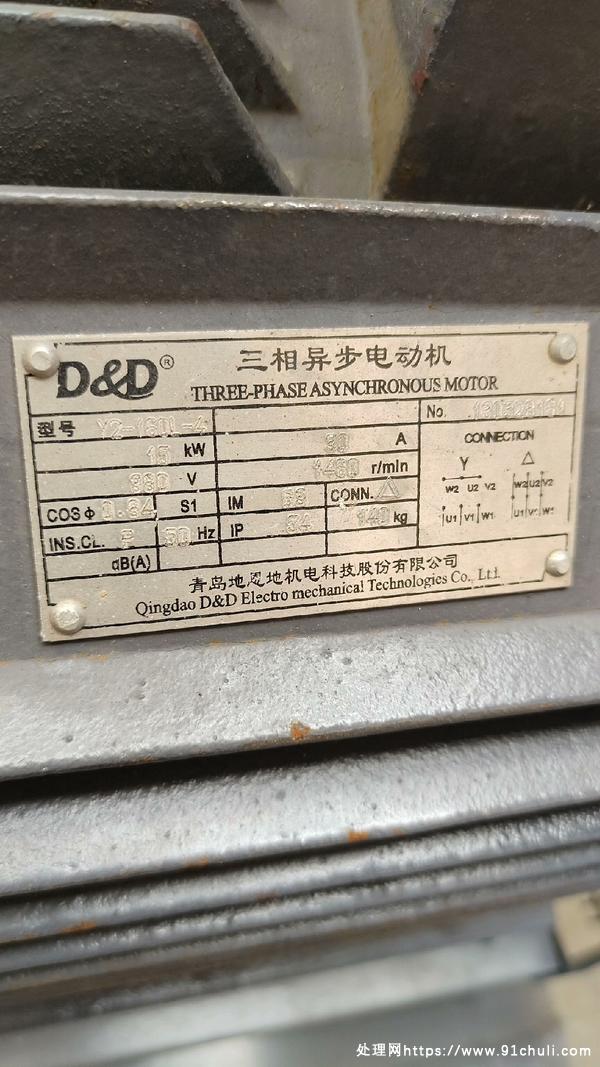 D&D®
三相异步电动机
THREE-PHASE ASYNCHRONOUS MOTOR
型号 Y2-160L-4 No.
15 kW 30 A
380 V 1460 r/min
COSΦ 0.84 S1 IM B3 CONN. △
INS.CL. F 50 Hz IP 54 140 kg
dB(A)
CONNECTION
Y △
W2 U2 V2 W2 U2 V2
U1 V1 W1 U1 V1 W1
青岛地恩地机电科技股份有限公司
Qingdao D&D Electro mechanical Technologies Co., Ltd.
处理网https://www.91chuli.com